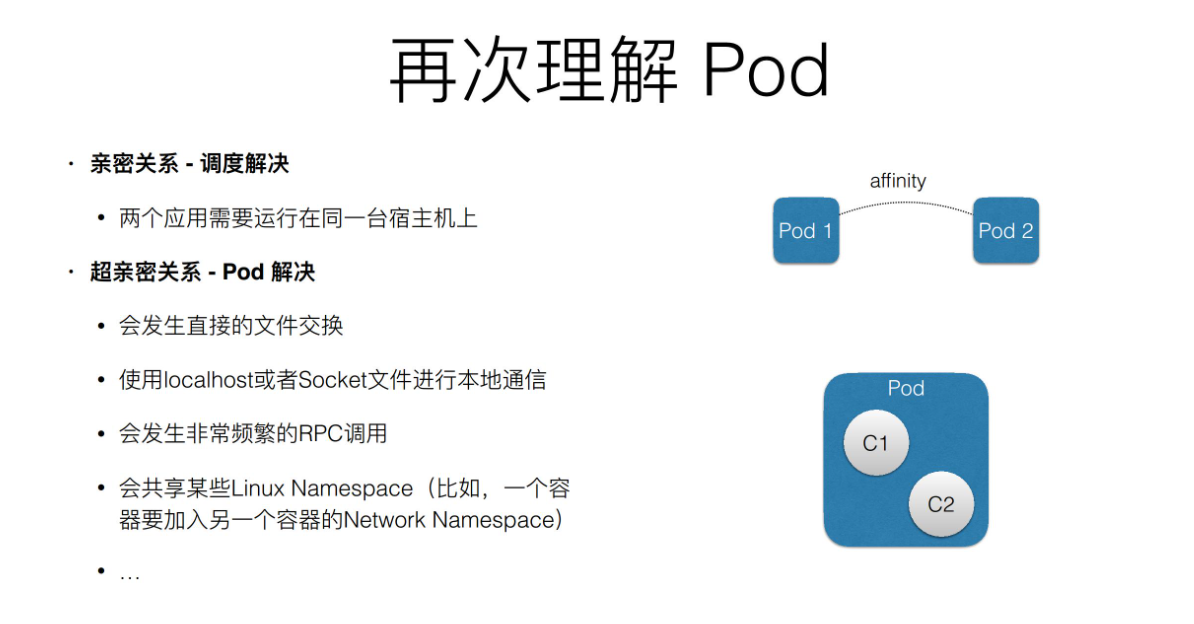 再次理解 Pod
· 亲密关系 - 调度解决
• 两个应用需要运行在同一台宿主机上
· 超亲密关系 - Pod 解决
• 会发生直接的文件交换
• 使用localhost或者Socket文件进行本地通信
• 会发生非常频繁的RPC调用
• 会共享某些Linux Namespace（比如，一个容
器要加入另一个容器的Network Namespace）
• …
affinity
Pod 1
Pod 2
Pod
C1
C2